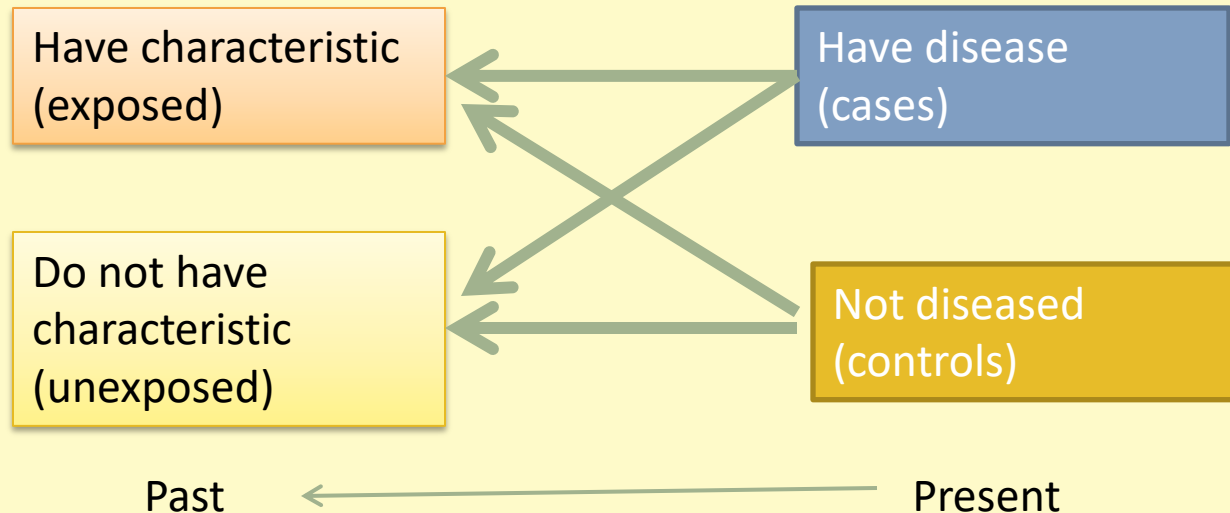 Have characteristic
(exposed)
Have disease
(cases)
Do not have
characteristic
(unexposed)
Not diseased
(controls)
Past
Present